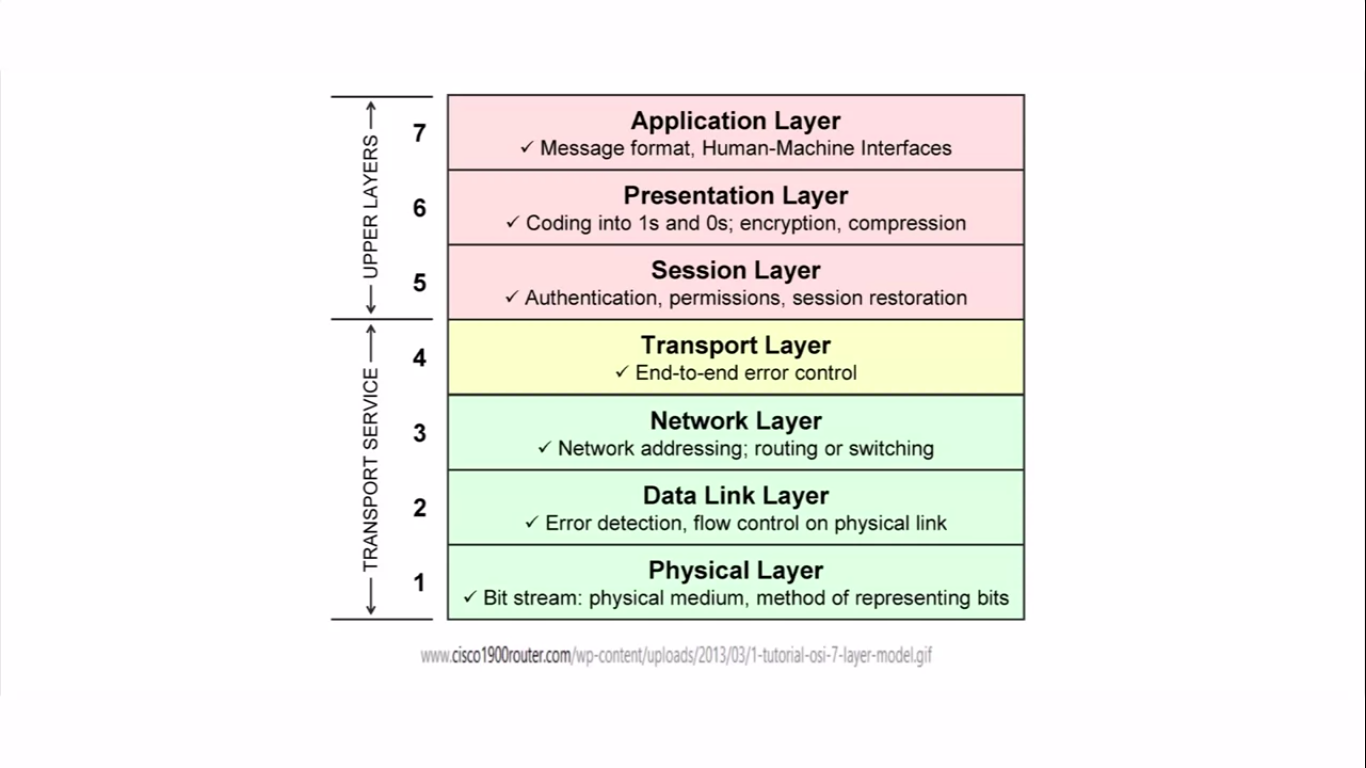 UPPER LAYERS
7
Application Layer
✓ Message format, Human-Machine Interfaces
6
Presentation Layer
✓ Coding into 1s and 0s; encryption, compression
5
Session Layer
✓ Authentication, permissions, session restoration
TRANSPORT SERVICE
4
Transport Layer
✓ End-to-end error control
3
Network Layer
✓ Network addressing; routing or switching
2
Data Link Layer
✓ Error detection, flow control on physical link
1
Physical Layer
✓ Bit stream: physical medium, method of representing bits
www.cisco1900router.com/wp-content/uploads/2013/03/1-tutorial-osi-7-layer-model.gif